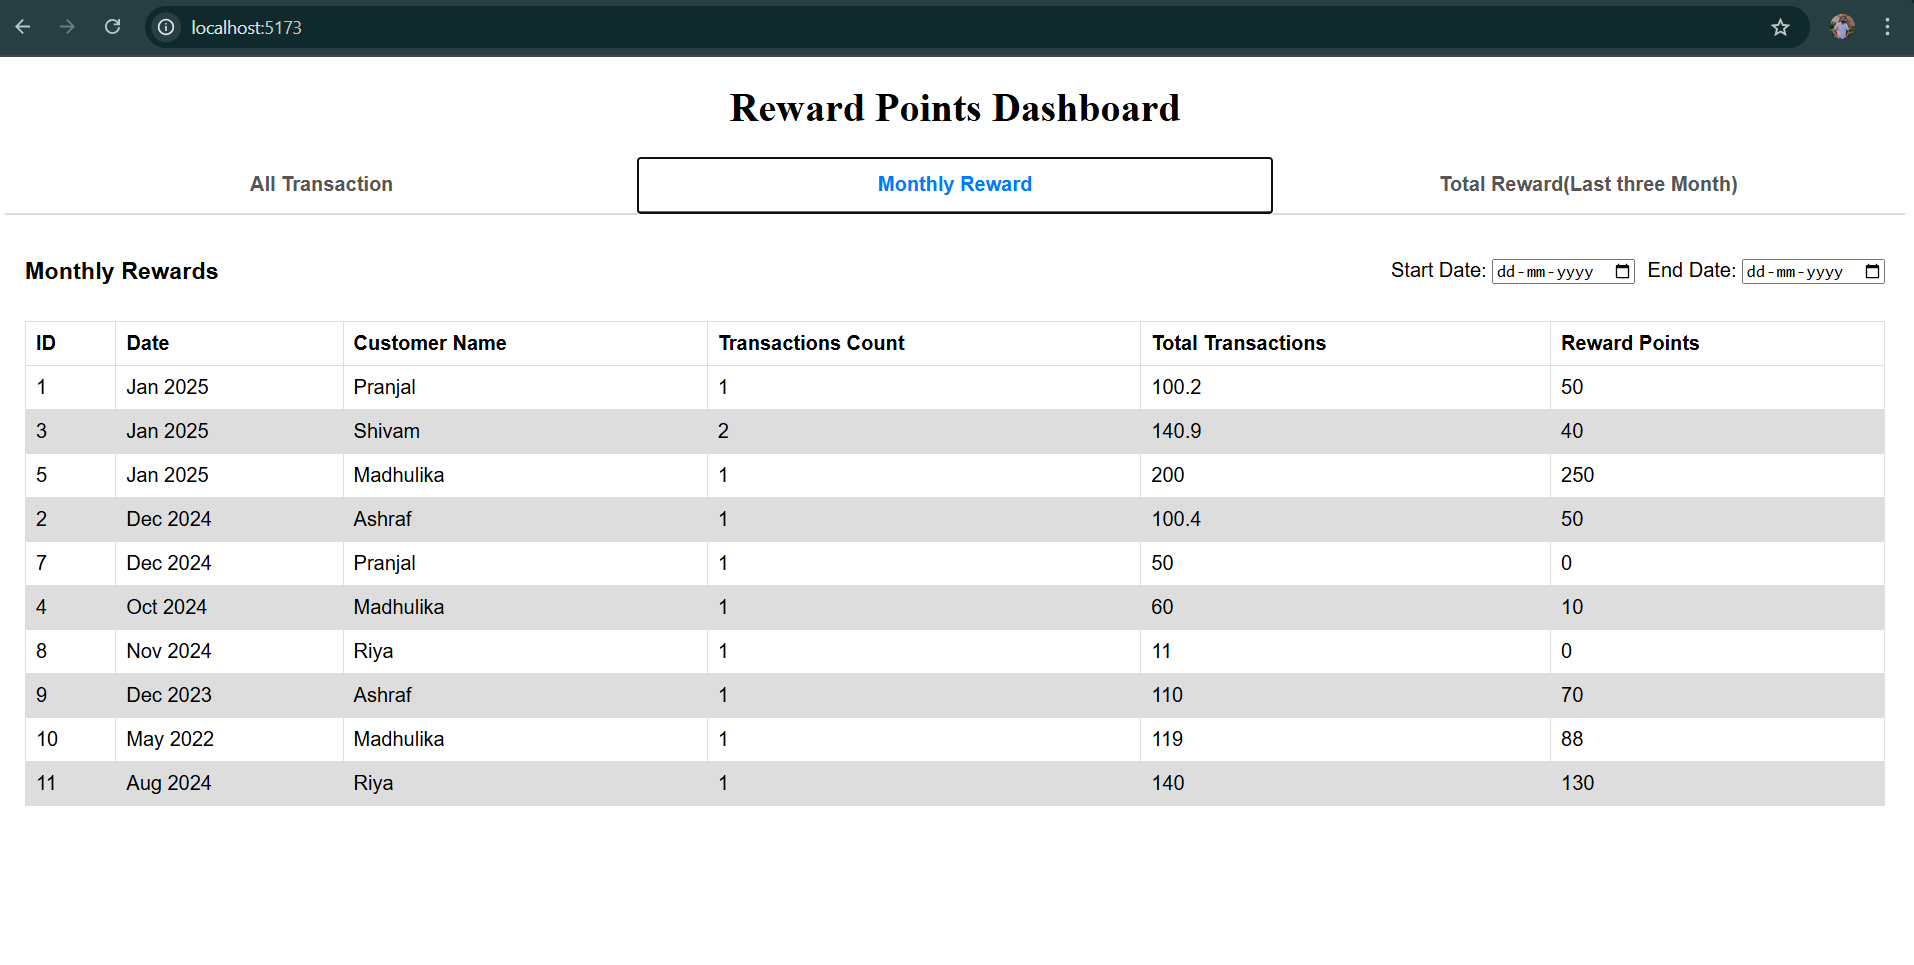 localhost:5173
Reward Points Dashboard
All Transaction Monthly Reward Total Reward(Last three Month)
Monthly Rewards Start Date: dd-mm-yyyy End Date: dd-mm-yyyy
ID Date Customer Name Transactions Count Total Transactions Reward Points
1 Jan 2025 Pranjal 1 100.2 50
3 Jan 2025 Shivam 2 140.9 40
5 Jan 2025 Madhulika 1 200 250
2 Dec 2024 Ashraf 1 100.4 50
7 Dec 2024 Pranjal 1 50 0
4 Oct 2024 Madhulika 1 60 10
8 Nov 2024 Riya 1 11 0
9 Dec 2023 Ashraf 1 110 70
10 May 2022 Madhulika 1 119 88
11 Aug 2024 Riya 1 140 130